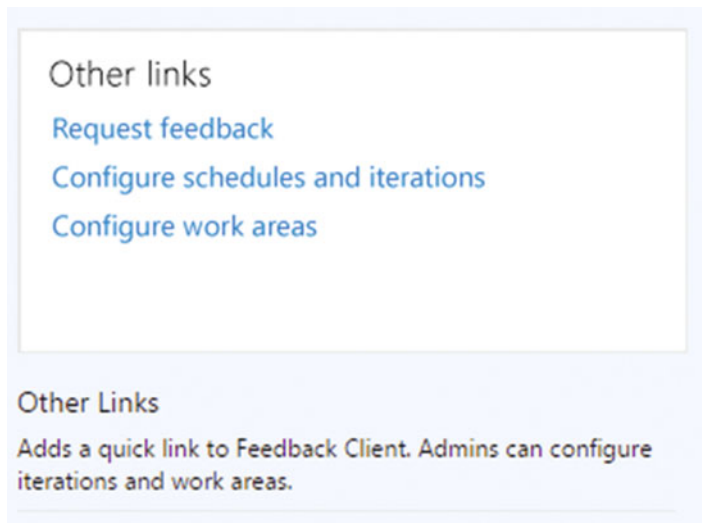 Other links
Request feedback
Configure schedules and iterations
Configure work areas
Other Links
Adds a quick link to Feedback Client. Admins can configure
iterations and work areas.